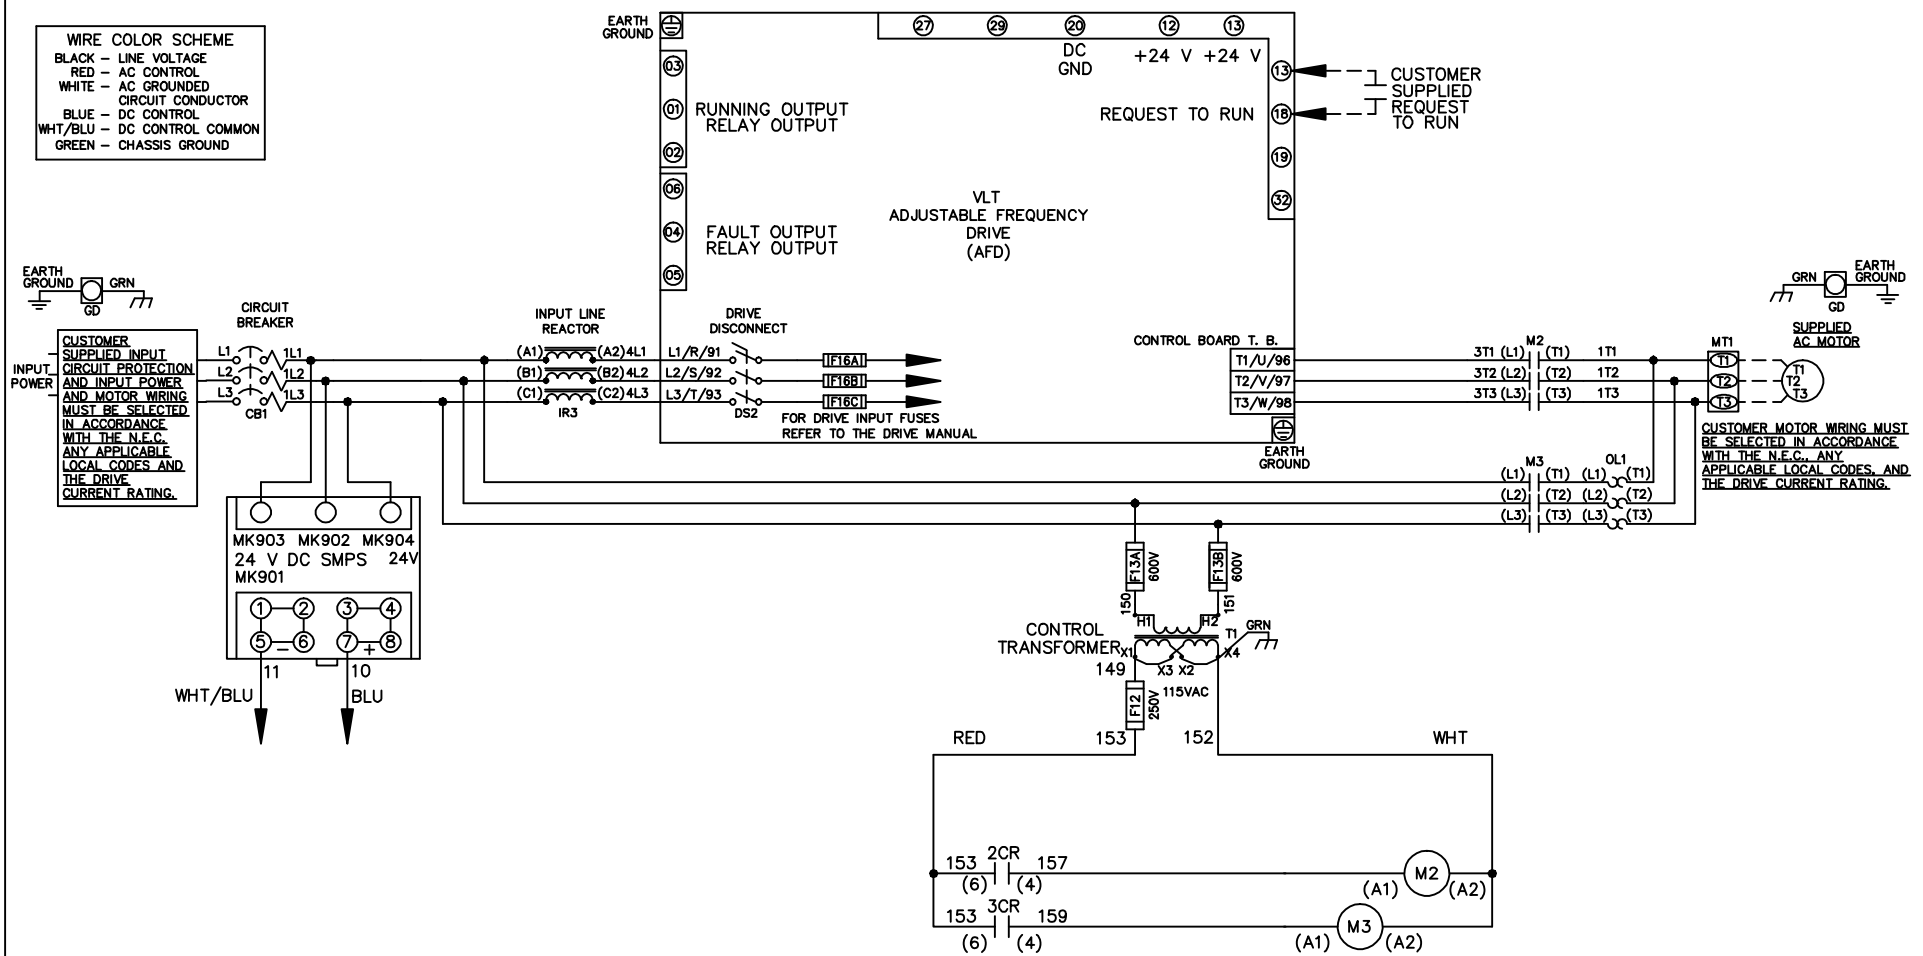 WIRE COLOR SCHEME
BLACK – LINE VOLTAGE
RED – AC CONTROL
WHITE – AC GROUNDED
CIRCUIT CONDUCTOR
BLUE – DC CONTROL
WHT/BLU – DC CONTROL COMMON
GREEN – CHASSIS GROUND
EARTH
GROUND
27 29 20 12 13
DC
GND
+24 V +24 V
03
01
02
RUNNING OUTPUT
RELAY OUTPUT
06
04
05
FAULT OUTPUT
RELAY OUTPUT
REQUEST TO RUN
13
18
19
32
CUSTOMER
SUPPLIED
REQUEST
TO RUN
VLT
ADJUSTABLE FREQUENCY
DRIVE
(AFD)
EARTH
GROUND
GRN
GD
INPUT
POWER
CUSTOMER
SUPPLIED INPUT
CIRCUIT PROTECTION
AND INPUT POWER
AND MOTOR WIRING
MUST BE SELECTED
IN ACCORDANCE
WITH THE N.E.C.
ANY APPLICABLE
LOCAL CODES AND
THE DRIVE
CURRENT RATING.
CIRCUIT
BREAKER
L1 1L1
L2 1L2
L3 1L3
CB1
INPUT LINE
REACTOR
(A1) (A2) 4L1
(B1) (B2) 4L2
(C1) (C2) 4L3
IR3
DRIVE
DISCONNECT
L1/R/91
L2/S/92
L3/T/93
DS2
F16A
F16B
F16C
FOR DRIVE INPUT FUSES
REFER TO THE DRIVE MANUAL
CONTROL BOARD T. B.
T1/U/96
T2/V/97
T3/W/98
EARTH
GROUND
M2
3T1 (L1) (T1) 1T1
3T2 (L2) (T2) 1T2
3T3 (L3) (T3) 1T3
MT1
T1
T2
T3
GRN
EARTH
GROUND
GD
SUPPLIED
AC MOTOR
T1
T2
T3
CUSTOMER MOTOR WIRING MUST
BE SELECTED IN ACCORDANCE
WITH THE N.E.C., ANY
APPLICABLE LOCAL CODES, AND
THE DRIVE CURRENT RATING.
M3 OL1
(L1) (T1) (L1) (T1)
(L2) (T2) (L2) (T2)
(L3) (T3) (L3) (T3)
MK903 MK902 MK904
24 V DC SMPS 24V
MK901
1 2 3 4
5 – 6 7 + 8
11 10
WHT/BLU BLU
F13A 600V
F13B 600V
150
151
H1 H2
CONTROL
TRANSFORMER
T1
GRN
X1 X3 X2 X4
149
115VAC
F12 250V
153
152
RED
WHT
153 2CR 157
(6) (4)
(A1) M2 (A2)
153 3CR 159
(6) (4)
(A1) M3 (A2)